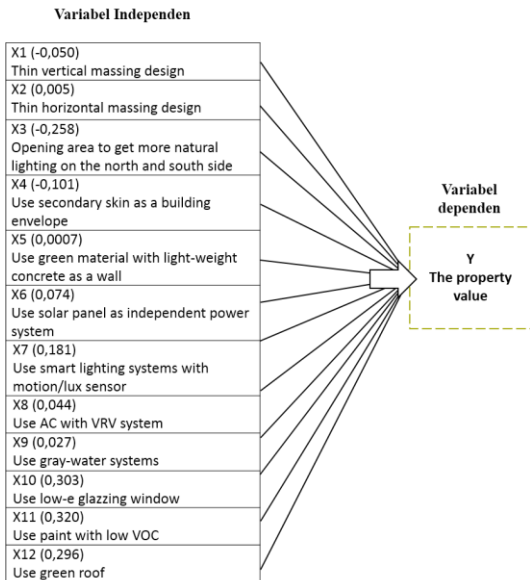 Variabel Independen
X1 (-0,050)
Thin vertical massing design
X2 (0,005)
Thin horizontal massing design
X3 (-0,258)
Opening area to get more natural
lighting on the north and south side
X4 (-0,101)
Use secondary skin as a building
envelope
X5 (0,0007)
Use green material with light-weight
concrete as a wall
X6 (0,074)
Use solar panel as independent power
system
X7 (0,181)
Use smart lighting systems with
motion/lux sensor
X8 (0,044)
Use AC with VRV system
X9 (0,027)
Use gray-water systems
X10 (0,303)
Use low-e glazzing window
X11 (0,320)
Use paint with low VOC
X12 (0,296)
Use green roof
Variabel
dependen
Y
The property
value